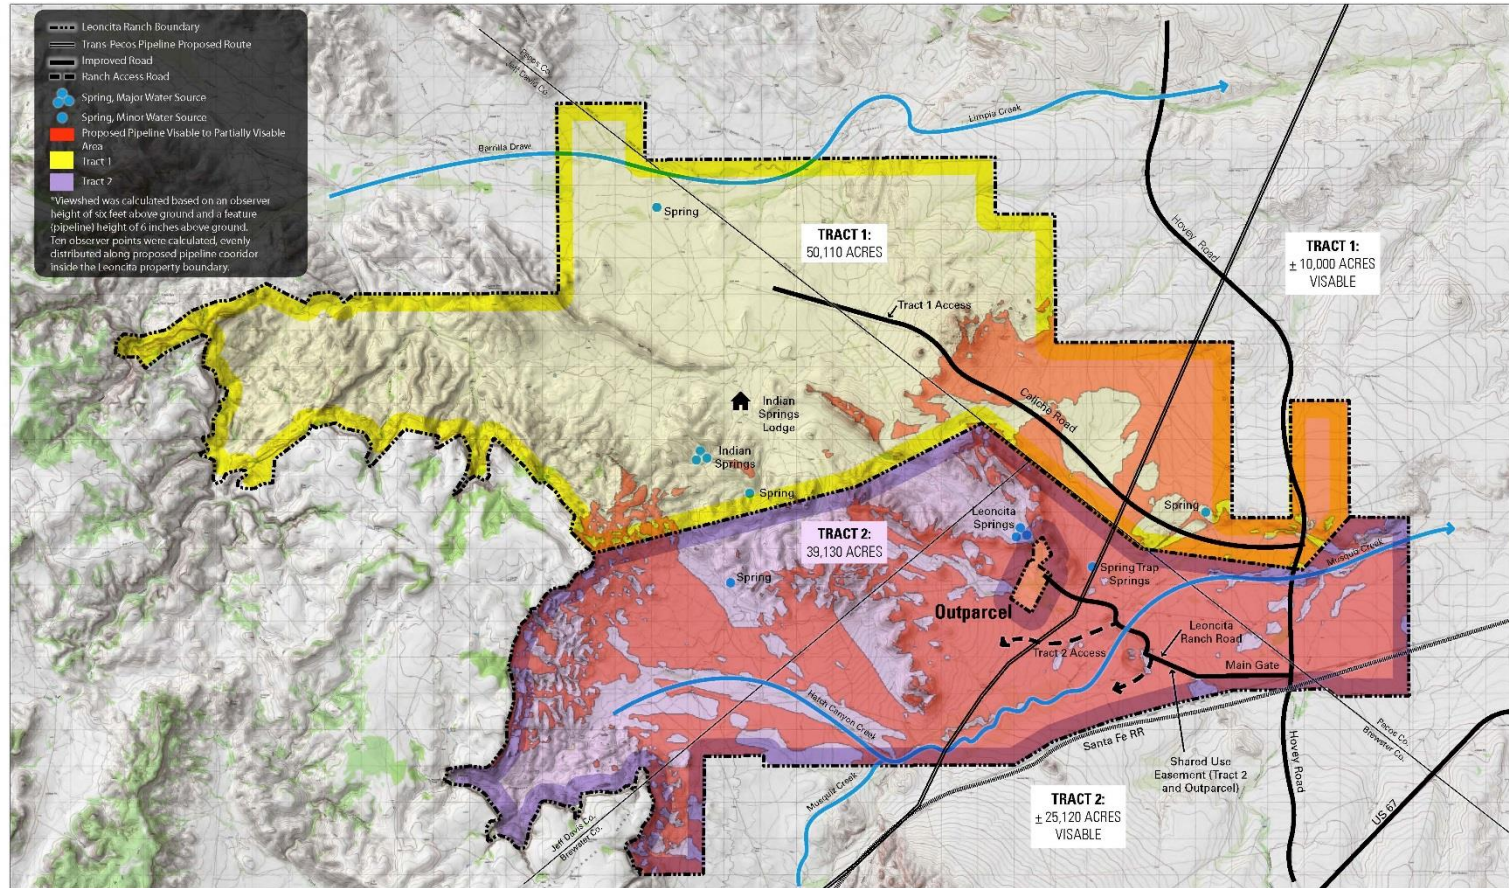 Leoncita Ranch Boundary
Trans-Pecos Pipeline Proposed Route
Improved Road
Ranch Access Road
Spring, Major Water Source
Spring, Minor Water Source
Proposed Pipeline Visable to Partially Visable
Area
Tract 1
Tract 2
*Viewshed was calculated based on an observer
height of six feet above ground and a feature
(pipeline) height of 6 inches above ground.
Ten observer points were calculated, evenly
distributed along proposed pipeline cooridor
inside the Leoncita property boundary.
Pecos Co.
Jeff Davis Co.
Barrilla Draw
Limpia Creek
Hovey Road
Spring
TRACT 1:
50,110 ACRES
TRACT 1:
± 10,000 ACRES
VISABLE
Tract 1 Access
Caliche Road
Indian
Springs
Lodge
Indian
Springs
Spring
Spring
Leoncita
Springs
TRACT 2:
39,130 ACRES
Spring
Spring Trap
Springs
Musquiz Creek
Outparcel
Leoncita
Ranch Road
Tract 2 Access
Main Gate
Hatch Canyon Creek
Santa Fe RR
Pecos Co.
Brewster Co.
Hovey Road
Shared Use
Easement (Tract 2
and Outparcel)
Musquiz Creek
TRACT 2:
± 25,120 ACRES
VISABLE
US 67
Jeff Davis Co.
Brewster Co.